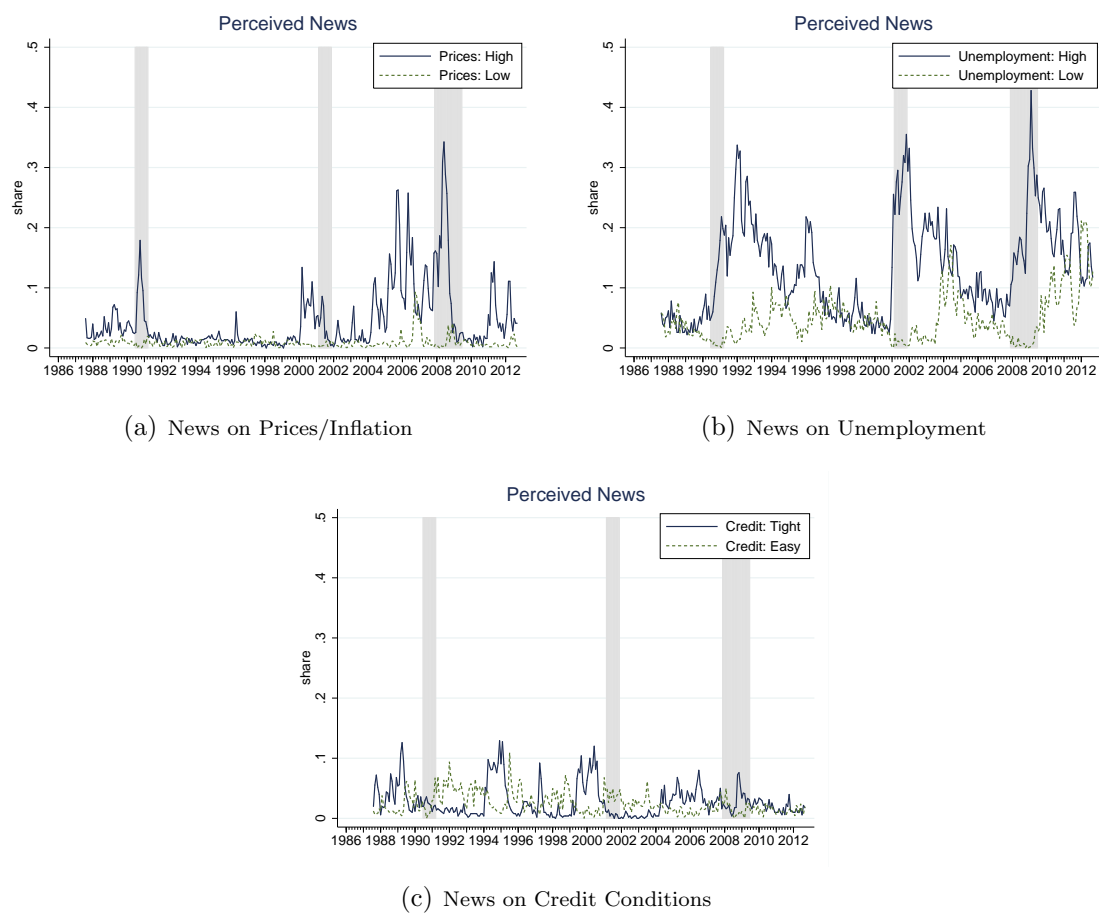 Perceived News
.5
Prices: High
Prices: Low
.4
.3
share
.2
.1
0
1986 1988 1990 1992 1994 1996 1998 2000 2002 2004 2006 2008 2010 2012
(a) News on Prices/Inflation
Perceived News
.5
Unemployment: High
Unemployment: Low
.4
.3
share
.2
.1
0
1986 1988 1990 1992 1994 1996 1998 2000 2002 2004 2006 2008 2010 2012
(b) News on Unemployment
Perceived News
.5
Credit: Tight
Credit: Easy
.4
.3
share
.2
.1
0
1986 1988 1990 1992 1994 1996 1998 2000 2002 2004 2006 2008 2010 2012
(c) News on Credit Conditions